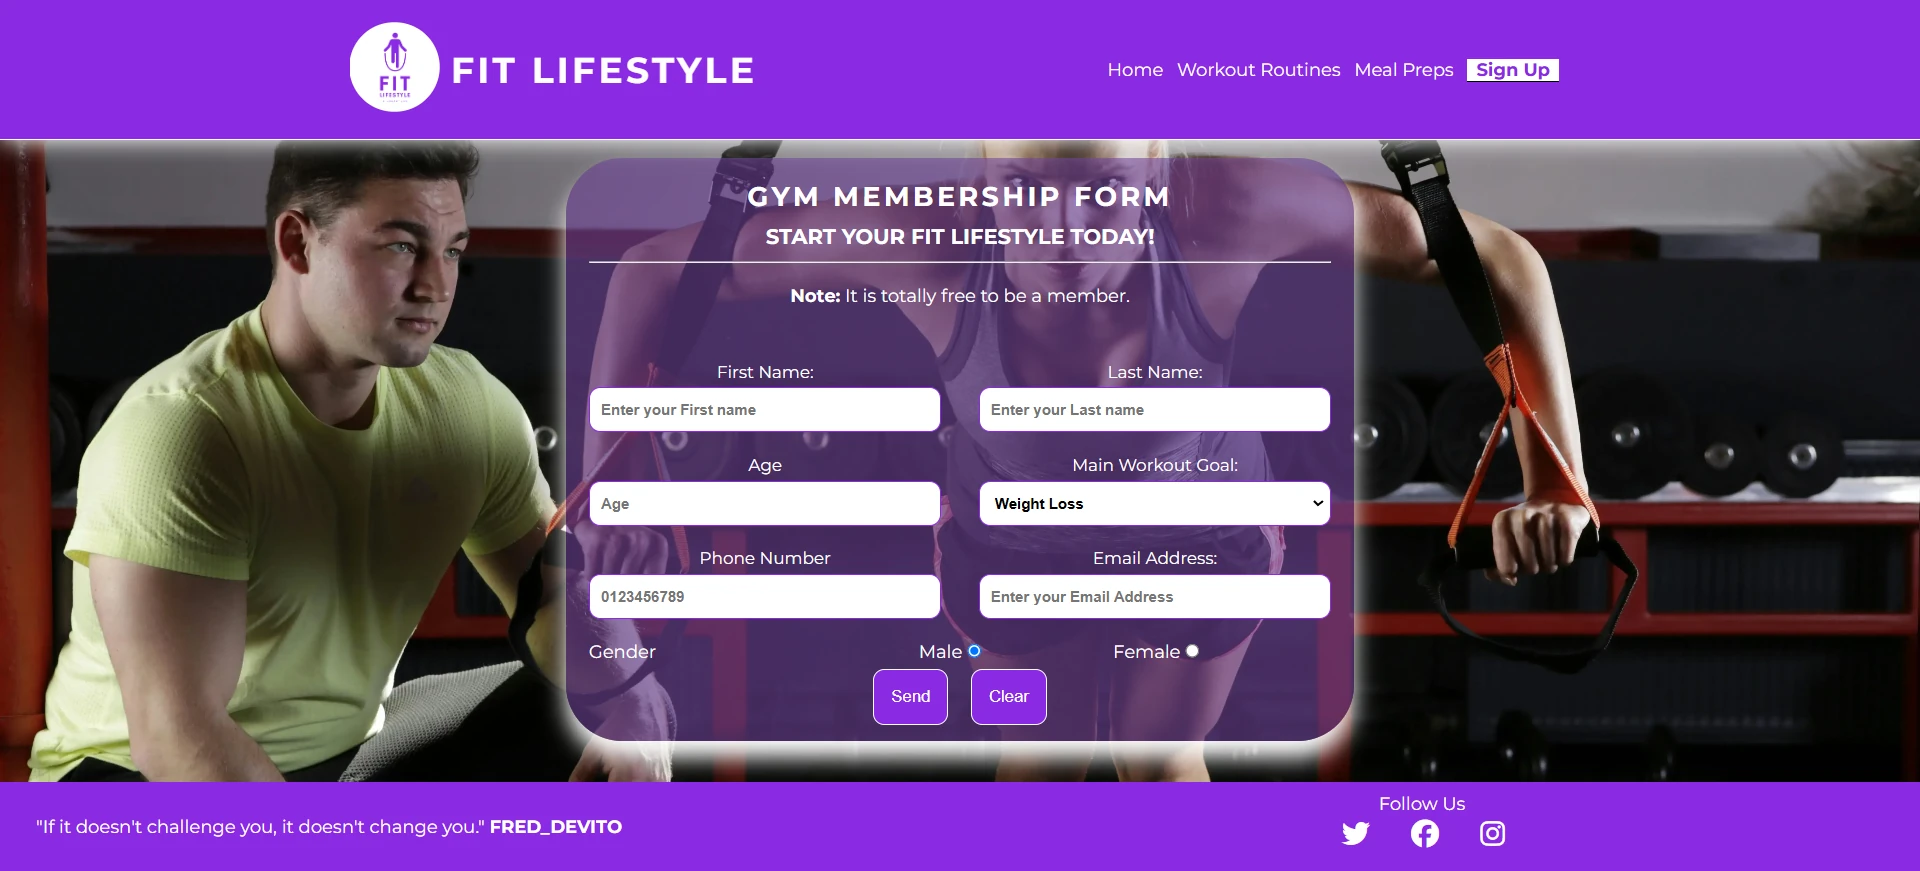 FIT
LIFESTYLE
FIT LIFESTYLE
Home Workout Routines Meal Preps Sign Up
GYM MEMBERSHIP FORM
START YOUR FIT LIFESTYLE TODAY!
Note: It is totally free to be a member.
First Name: Last Name:
Enter your First name Enter your Last name
Age Main Workout Goal:
Age Weight Loss
Phone Number Email Address:
0123456789 Enter your Email Address
Gender Male Female
Send Clear
Follow Us
"If it doesn't challenge you, it doesn't change you." FRED_DEVITO